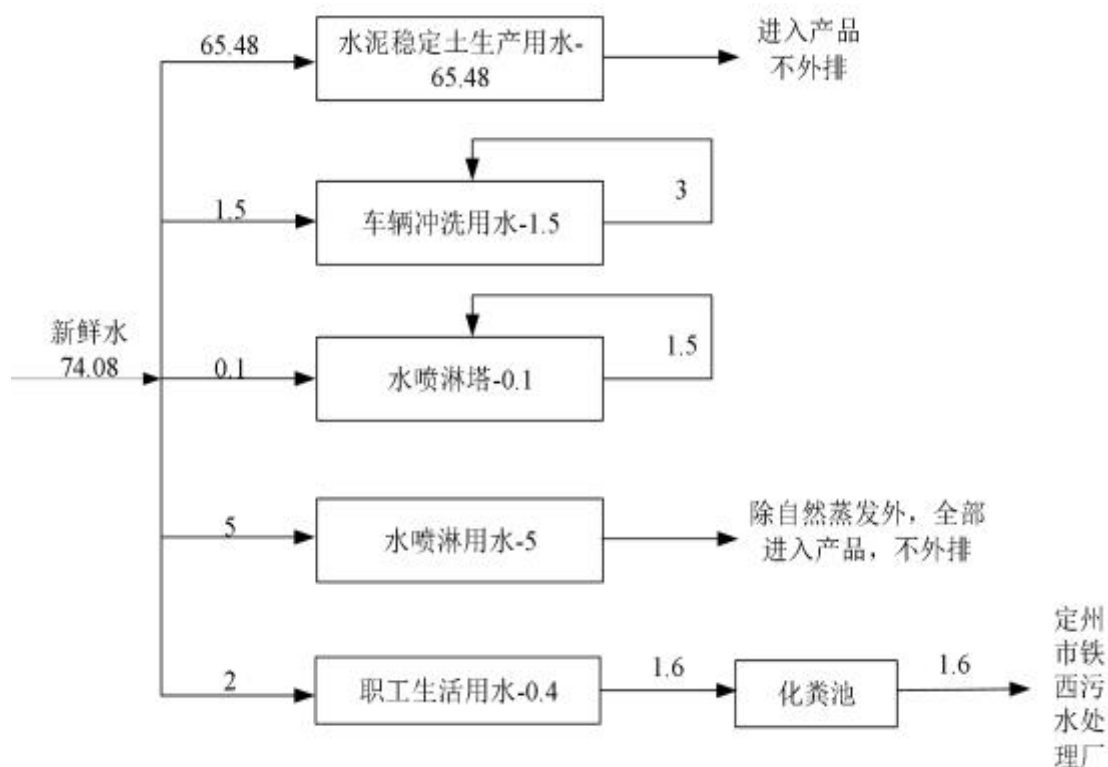 65.48
水泥稳定土生产用水-
65.48
进入产品
不外排
1.5
车辆冲洗用水-1.5
3
新鲜水
74.08
0.1
水喷淋塔-0.1
1.5
5
水喷淋用水-5
除自然蒸发外，全部
进入产品，不外排
2
职工生活用水-0.4
1.6
化粪池
1.6
定州
市铁
西污
水处
理厂